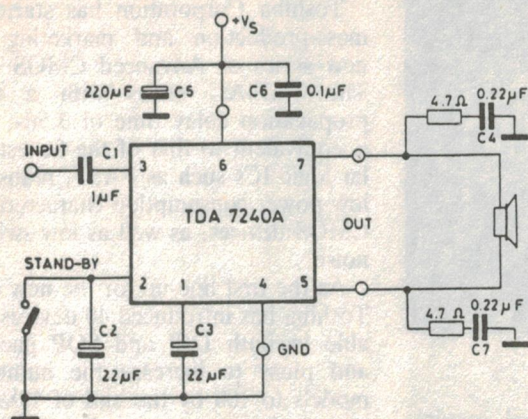 +VS
220µF C5
C6 0.1µF
4.7 Ω 0.22µF
C4
INPUT C1
1µF
3 6 7
TDA 7240A
OUT
STAND-BY
2 4 5
C2
22µF
C3
22µF
GND
4.7 Ω 0.22µF
C7